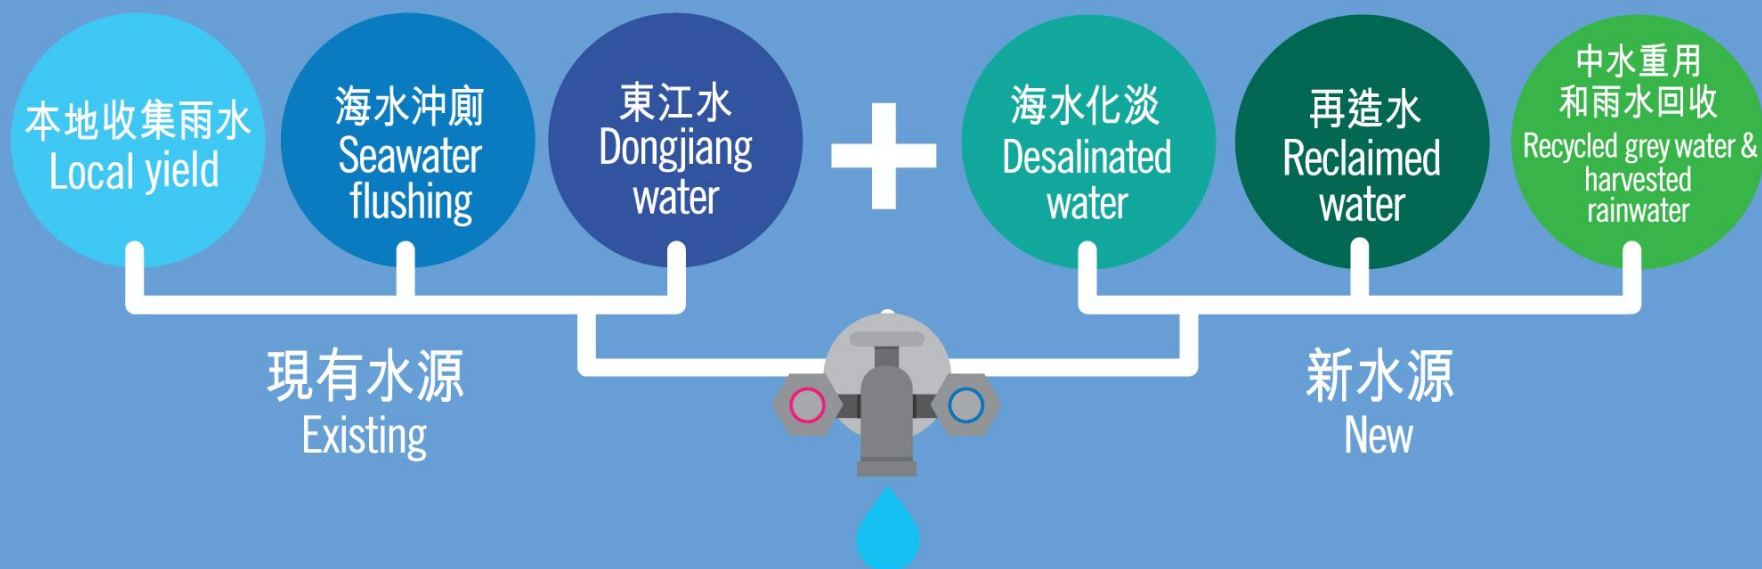 本地收集雨水
Local yield
海水沖廁
Seawater
flushing
東江水
Dongjiang
water
海水化淡
Desalinated
water
再造水
Reclaimed
water
中水重用
和雨水回收
Recycled grey water &
harvested
rainwater
現有水源
Existing
新水源
New